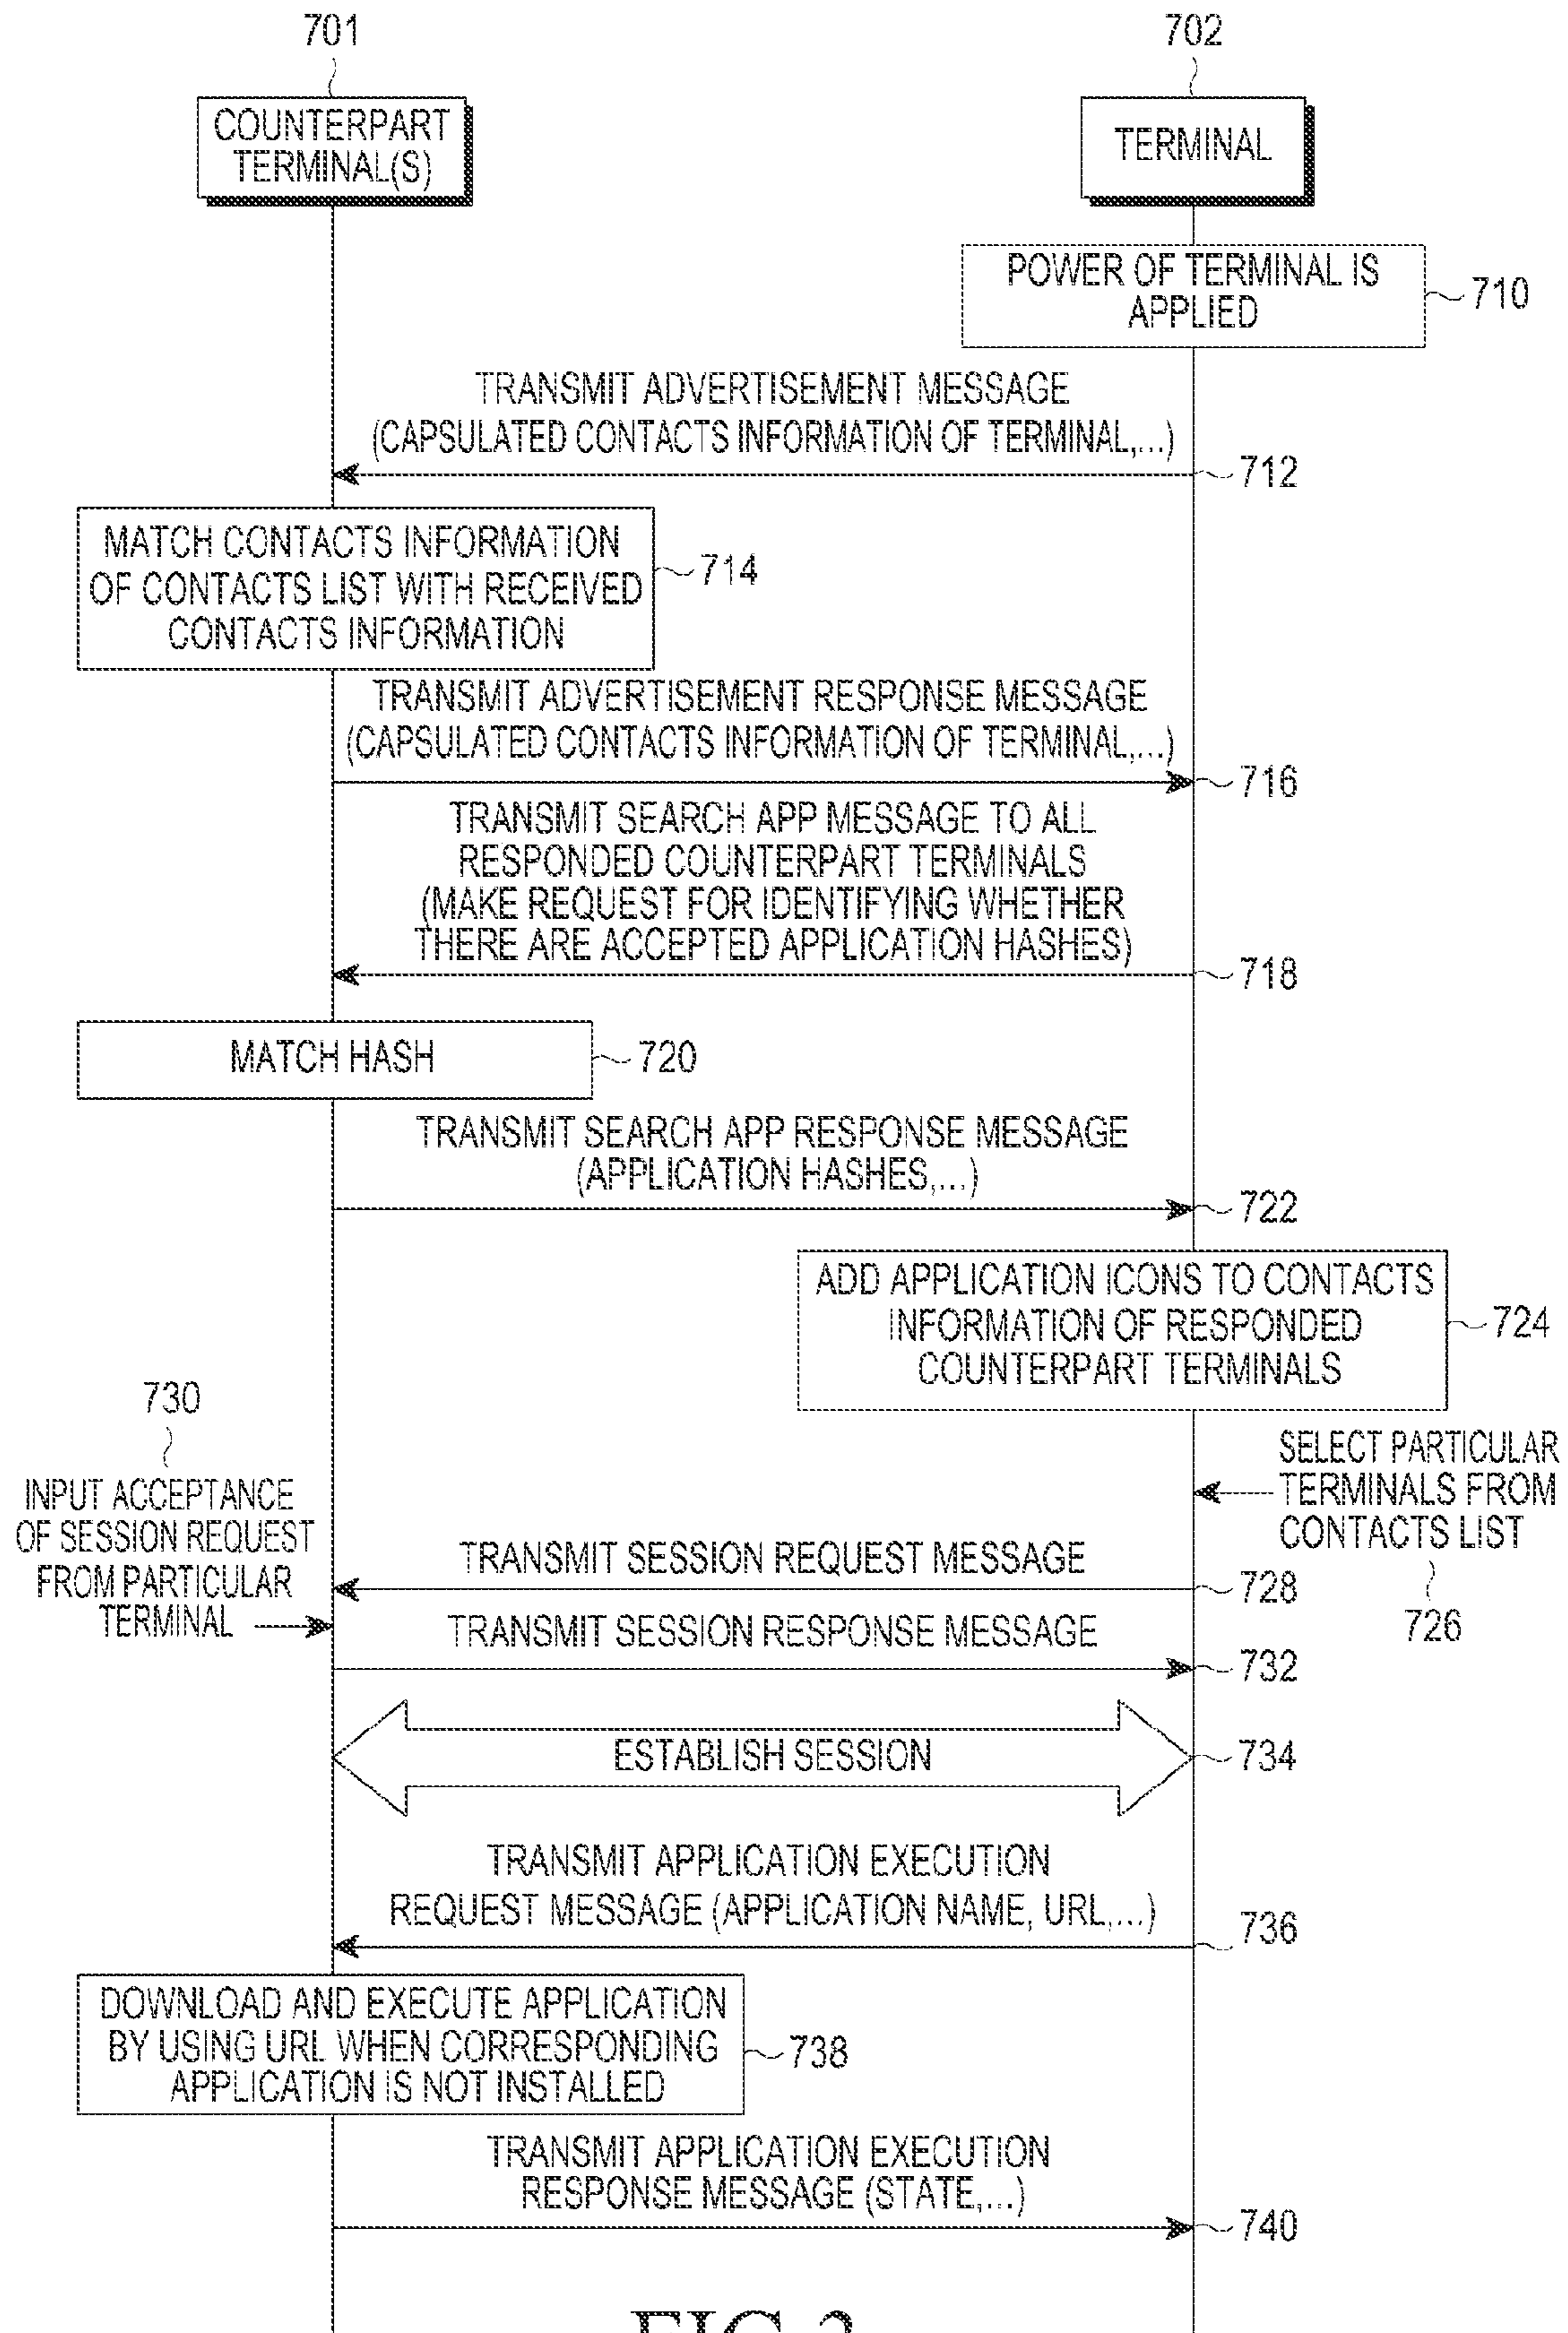 701
702
COUNTERPART
TERMINAL(S)
TERMINAL
POWER OF TERMINAL IS
APPLIED
710
TRANSMIT ADVERTISEMENT MESSAGE
(CAPSULATED CONTACTS INFORMATION OF TERMINAL,...)
712
MATCH CONTACTS INFORMATION
OF CONTACTS LIST WITH RECEIVED
CONTACTS INFORMATION
714
TRANSMIT ADVERTISEMENT RESPONSE MESSAGE
(CAPSULATED CONTACTS INFORMATION OF TERMINAL,...)
716
TRANSMIT SEARCH APP MESSAGE TO ALL
RESPONDED COUNTERPART TERMINALS
(MAKE REQUEST FOR IDENTIFYING WHETHER
THERE ARE ACCEPTED APPLICATION HASHES)
718
MATCH HASH
720
TRANSMIT SEARCH APP RESPONSE MESSAGE
(APPLICATION HASHES,...)
722
ADD APPLICATION ICONS TO CONTACTS
INFORMATION OF RESPONDED
COUNTERPART TERMINALS
724
730
INPUT ACCEPTANCE
OF SESSION REQUEST
FROM PARTICULAR
TERMINAL
SELECT PARTICULAR
TERMINALS FROM
CONTACTS LIST
726
TRANSMIT SESSION REQUEST MESSAGE
728
TRANSMIT SESSION RESPONSE MESSAGE
732
ESTABLISH SESSION
734
TRANSMIT APPLICATION EXECUTION
REQUEST MESSAGE (APPLICATION NAME, URL,...)
736
DOWNLOAD AND EXECUTE APPLICATION
BY USING URL WHEN CORRESPONDING
APPLICATION IS NOT INSTALLED
738
TRANSMIT APPLICATION EXECUTION
RESPONSE MESSAGE (STATE,...)
740